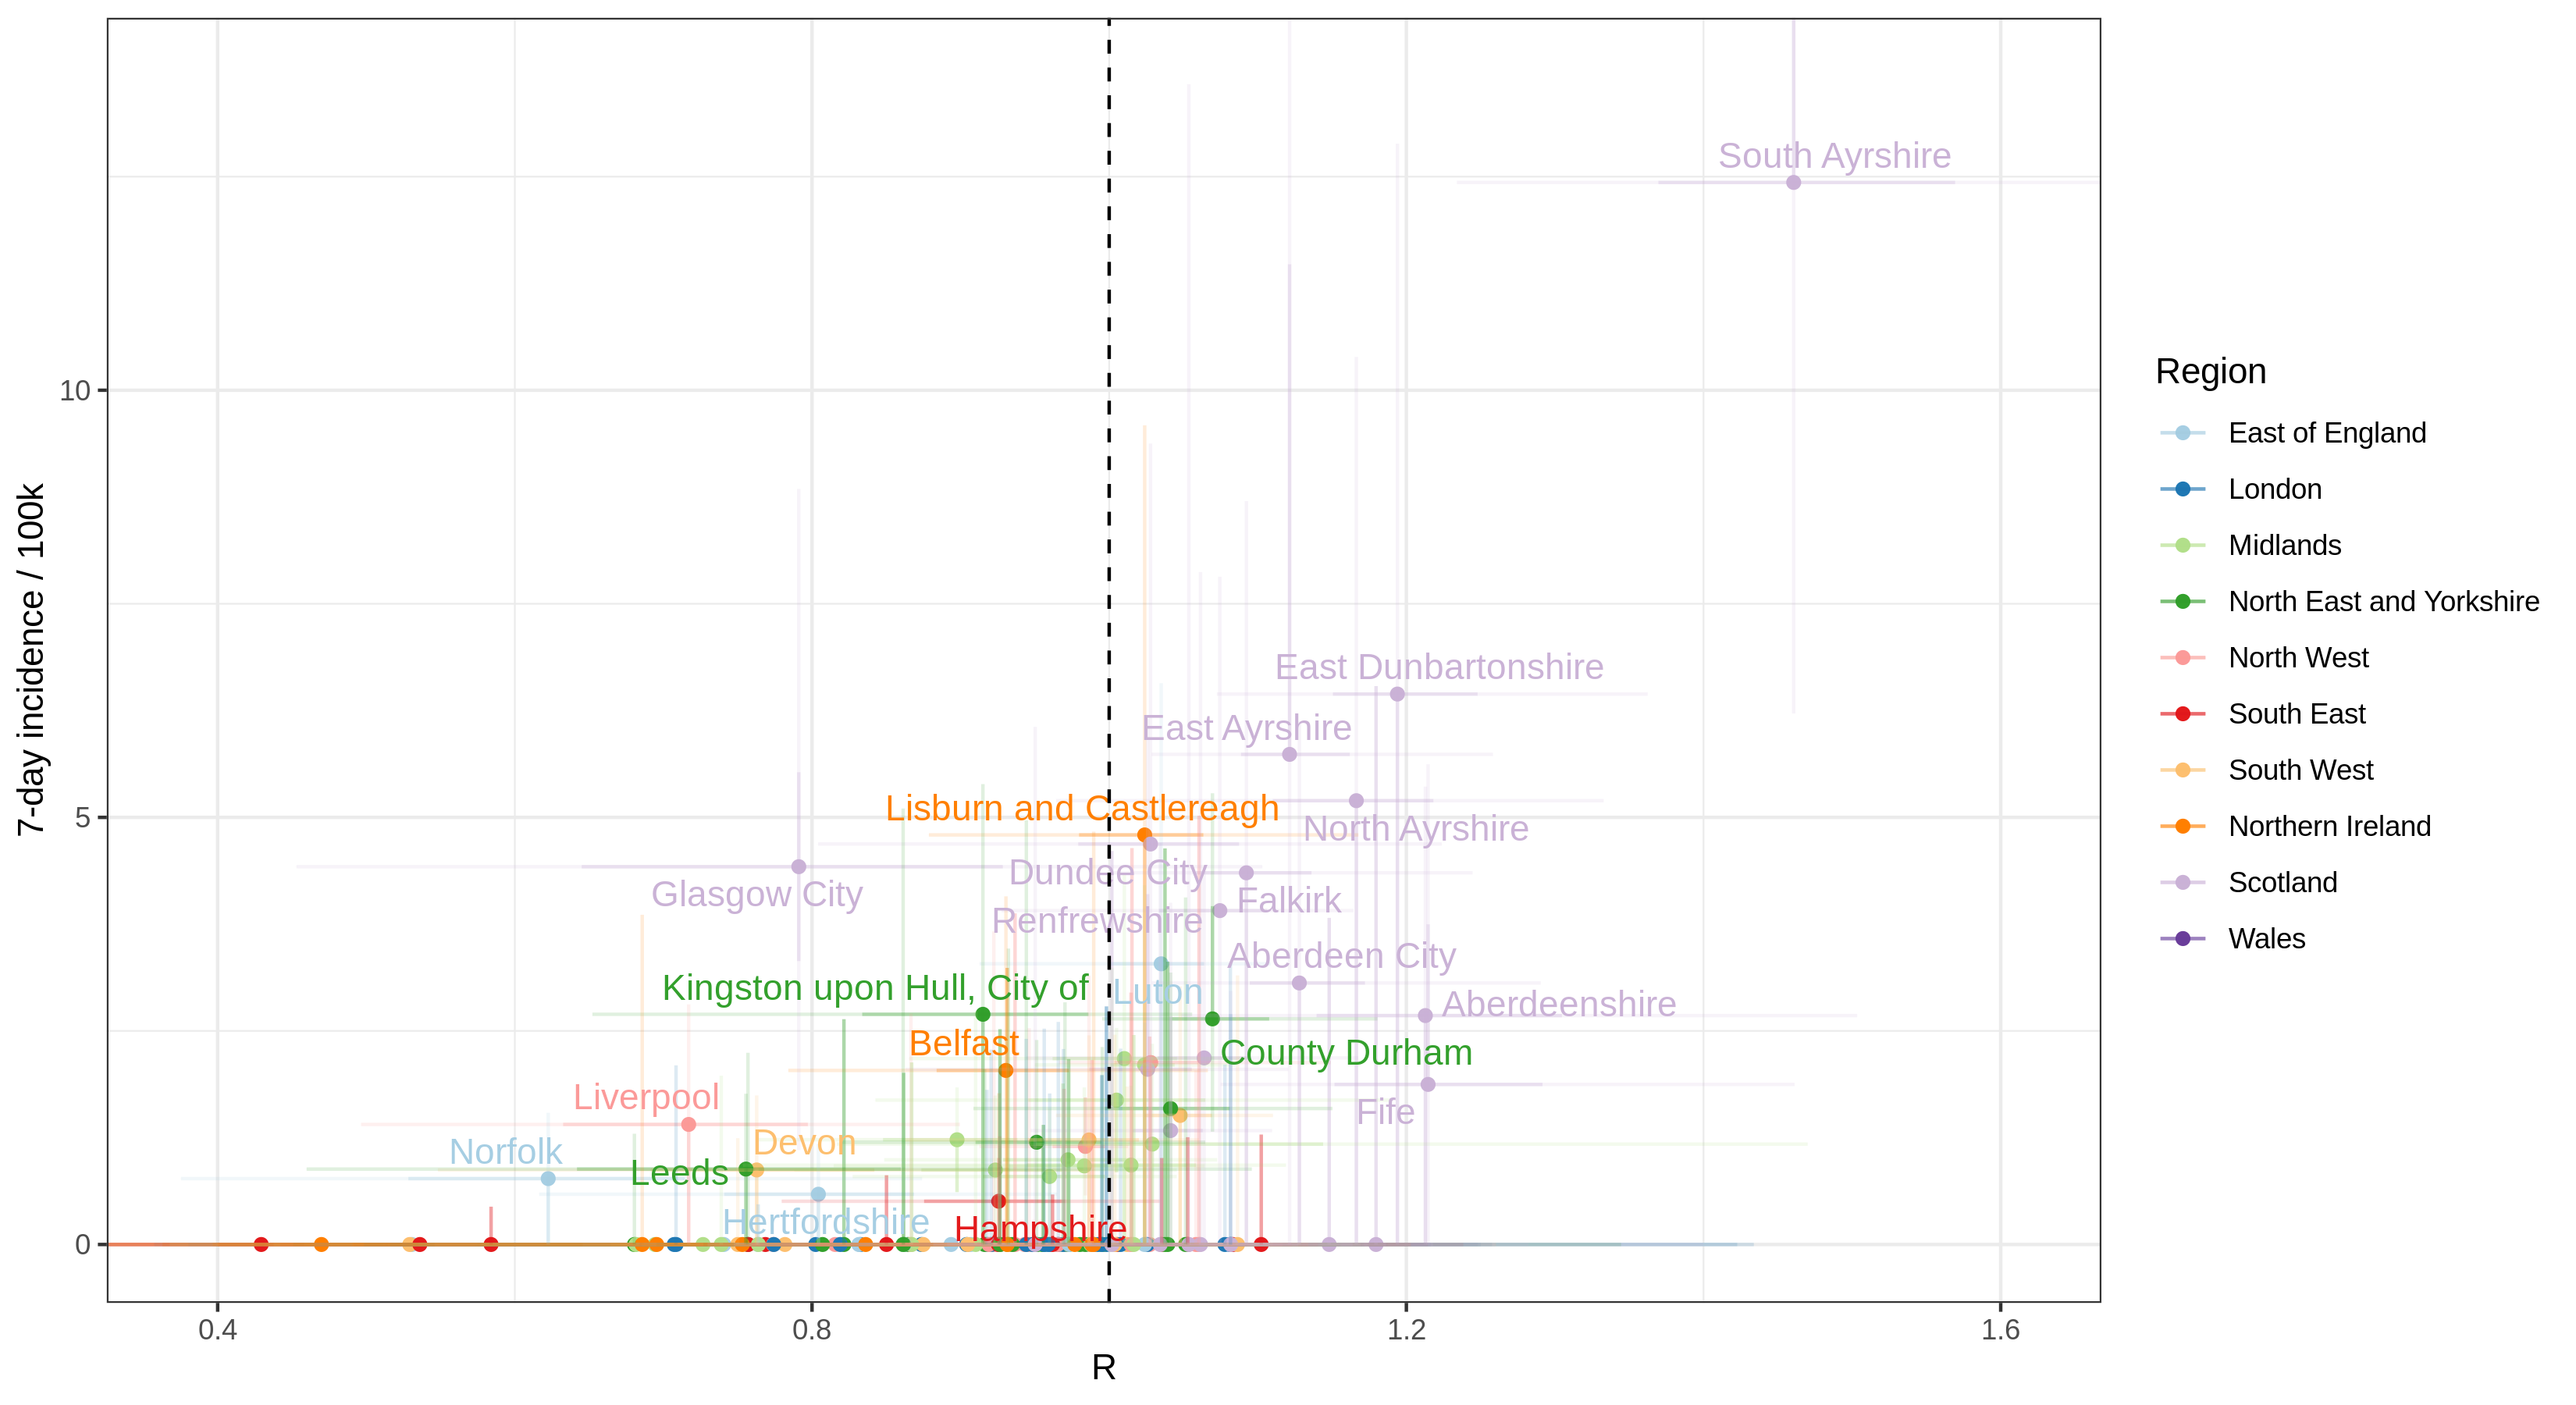 South Ayrshire
East Dunbartonshire
East Ayrshire
Lisburn and Castlereagh
North Ayrshire
Dundee City
Glasgow City
Falkirk
Renfrewshire
Aberdeen City
Kingston upon Hull, City of
Luton
Aberdeenshire
Belfast
County Durham
Liverpool
Fife
Devon
Norfolk
Leeds
Hertfordshire
Hampshire
10
5
0
7-day incidence / 100k
0.4
0.8
1.2
1.6
R
Region
East of England
London
Midlands
North East and Yorkshire
North West
South East
South West
Northern Ireland
Scotland
Wales